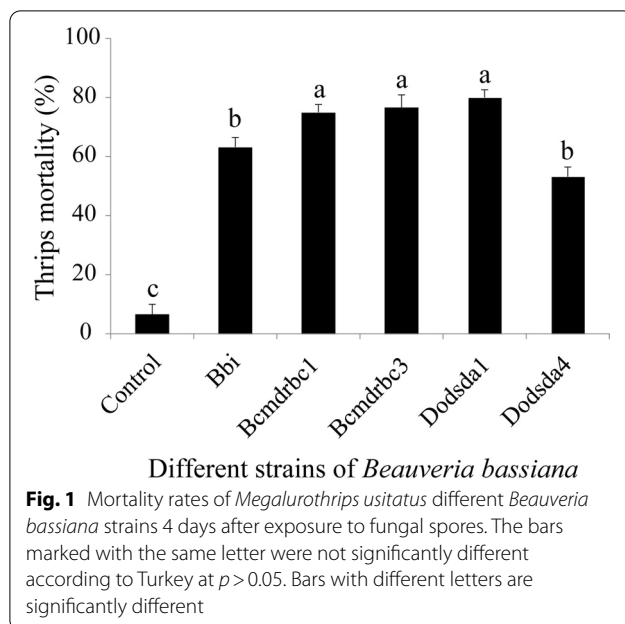 100
80
60
40
20
0
Thrips mortality (%)
c
b
a
a
a
b
Control
Bbi
Bcmdrbc1
Bcmdrbc3
Dodsda1
Dodsda4
Different strains of Beauveria bassiana
Fig. 1 Mortality rates of Megalurothrips usitatus different Beauveria
bassiana strains 4 days after exposure to fungal spores. The bars
marked with the same letter were not significantly different
according to Turkey at p > 0.05. Bars with different letters are
significantly different